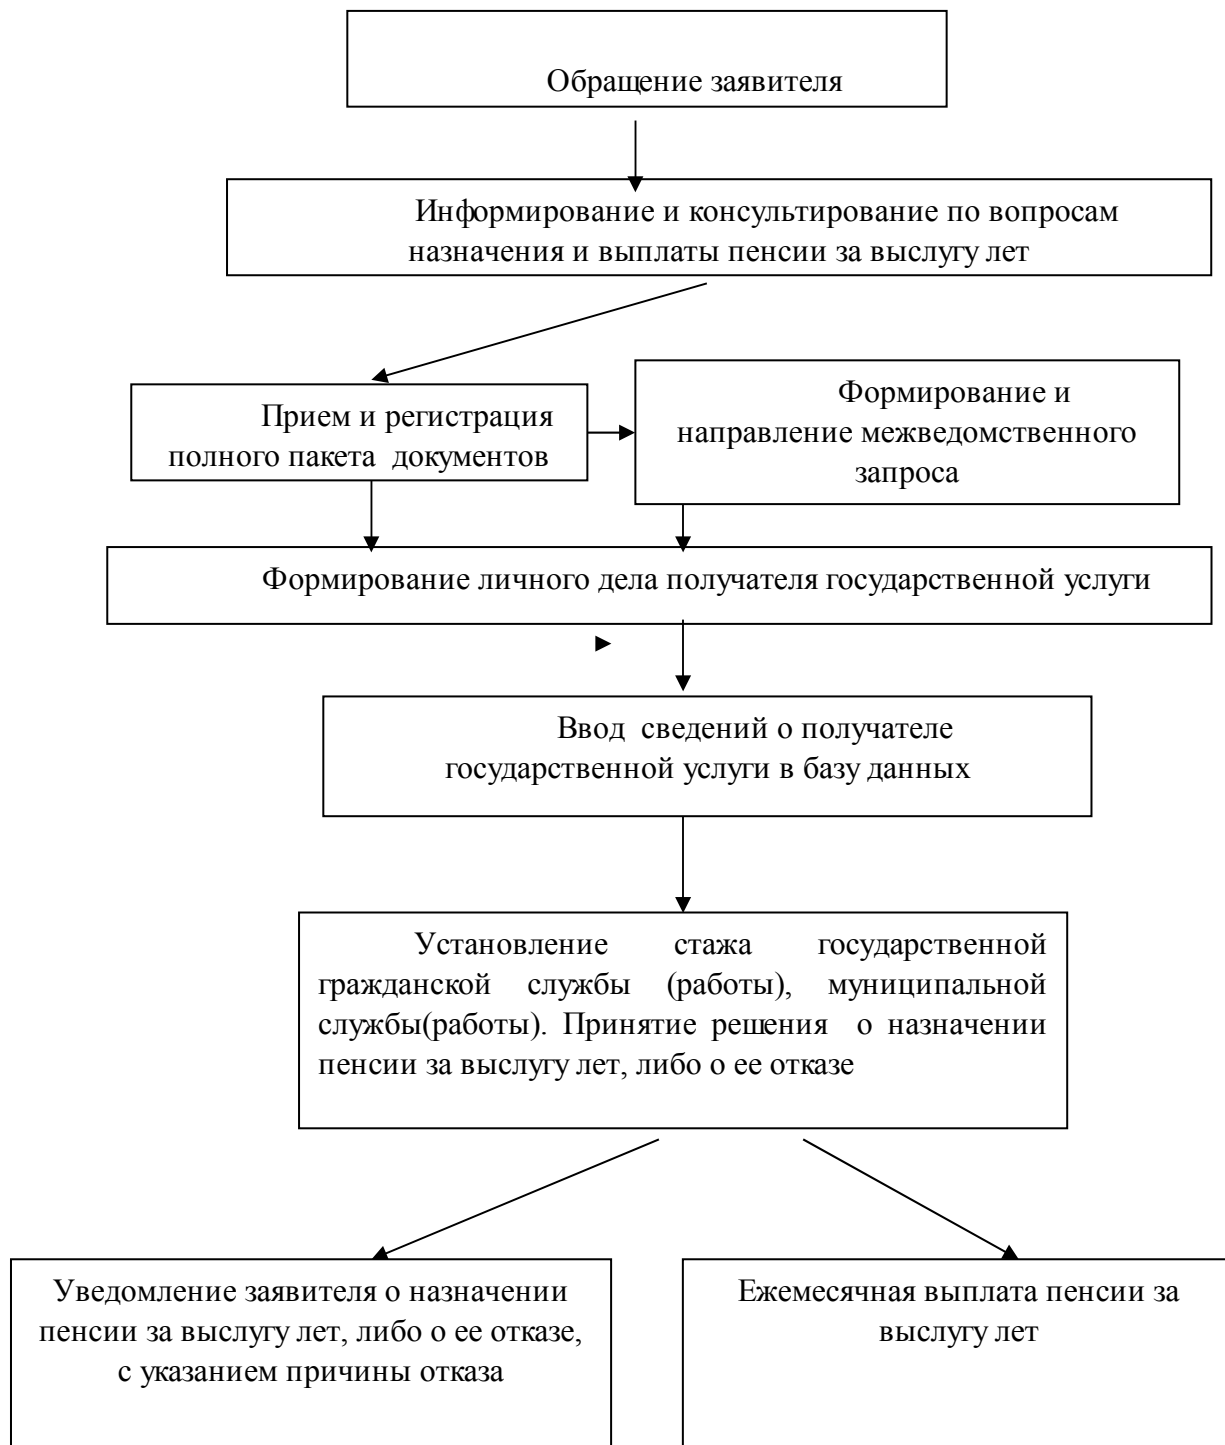 Обращение заявителя
Информирование и консультирование по вопросам
назначения и выплаты пенсии за выслугу лет
Прием и регистрация
полного пакета  документов
Формирование и
направление межведомственного
запроса
Формирование личного дела получателя государственной услуги
Ввод  сведений о получателе
государственной услуги в базу данных
Установление стажа государственной
гражданской службы (работы), муниципальной
службы(работы). Принятие решения  о назначении
пенсии за выслугу лет, либо о ее отказе
Уведомление заявителя о назначении
пенсии за выслугу лет, либо о ее отказе,
с указанием причины отказа
Ежемесячная выплата пенсии за
выслугу лет